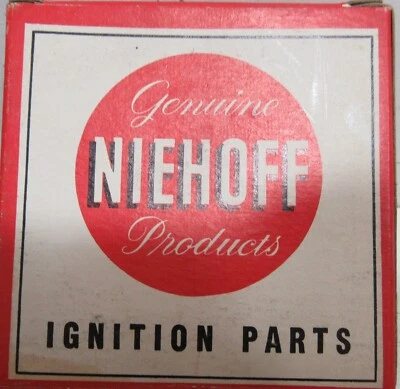 Genuine
NIEHOFF
Products
IGNITION PARTS